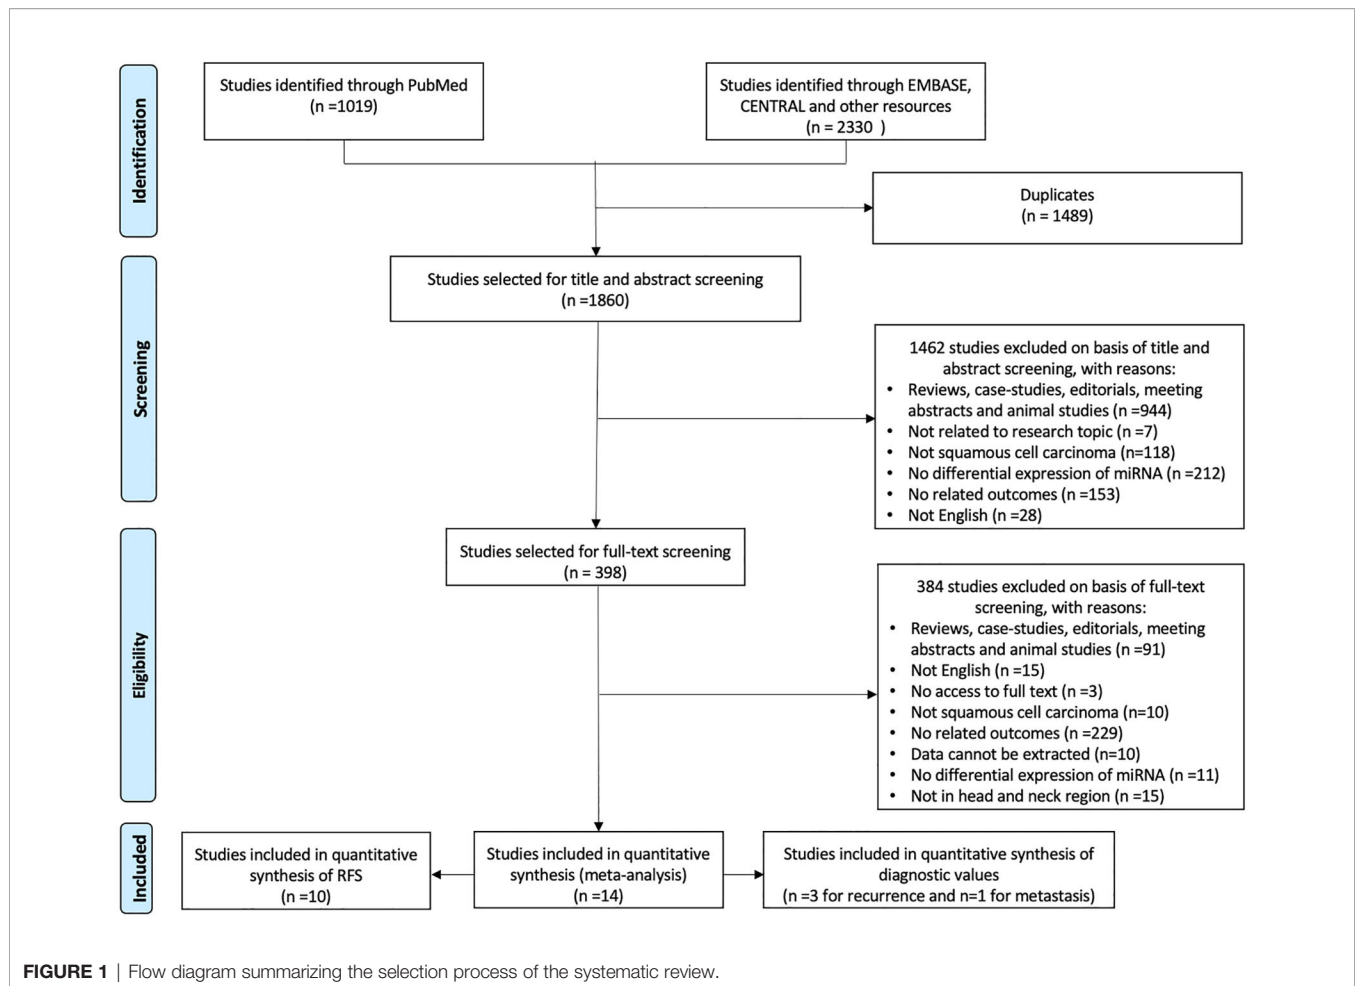 Identification
Studies identified through PubMed
(n =1019)
Studies identified through EMBASE,
CENTRAL and other resources
(n = 2330  )
Duplicates
(n = 1489)
Screening
Studies selected for title and abstract screening
(n =1860)
1462 studies excluded on basis of title and
abstract screening, with reasons:
• Reviews, case-studies, editorials, meeting
abstracts and animal studies (n =944)
• Not related to research topic (n =7)
• Not squamous cell carcinoma (n=118)
• No differential expression of miRNA (n =212)
• No related outcomes (n =153)
• Not English (n =28)
Eligibility
Studies selected for full-text screening
(n = 398)
384 studies excluded on basis of full-text
screening, with reasons:
• Reviews, case-studies, editorials, meeting
abstracts and animal studies (n =91)
• Not English (n =15)
• No access to full text (n =3)
• Not squamous cell carcinoma (n=10)
• No related outcomes (n =229)
• Data cannot be extracted (n=10)
• No differential expression of miRNA (n =11)
• Not in head and neck region (n =15)
Included
Studies included in quantitative
synthesis of RFS
(n =10)
Studies included in quantitative
synthesis (meta-analysis)
(n =14)
Studies included in quantitative synthesis of
diagnostic values
(n =3 for recurrence and n=1 for metastasis)
FIGURE 1 | Flow diagram summarizing the selection process of the systematic review.